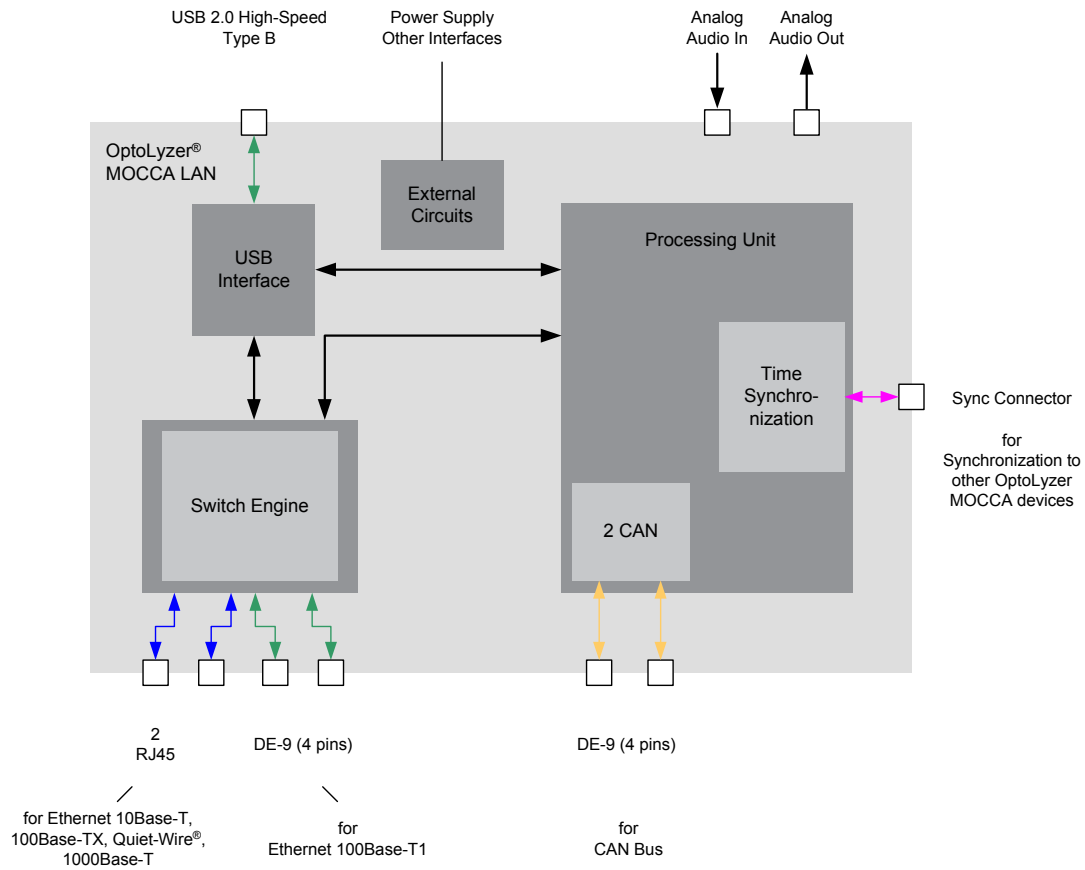 USB 2.0 High-Speed
Type B
Power Supply
Other Interfaces
Analog
Audio In
Analog
Audio Out
OptoLyzer®
MOCCA LAN
External
Circuits
USB
Interface
Processing Unit
Time
Synchro-
nization
Sync Connector
for
Synchronization to
other OptoLyzer
MOCCA devices
Switch Engine
2 CAN
2
RJ45
DE-9 (4 pins)
DE-9 (4 pins)
for Ethernet 10Base-T,
100Base-TX, Quiet-Wire®,
1000Base-T
for
Ethernet 100Base-T1
for
CAN Bus